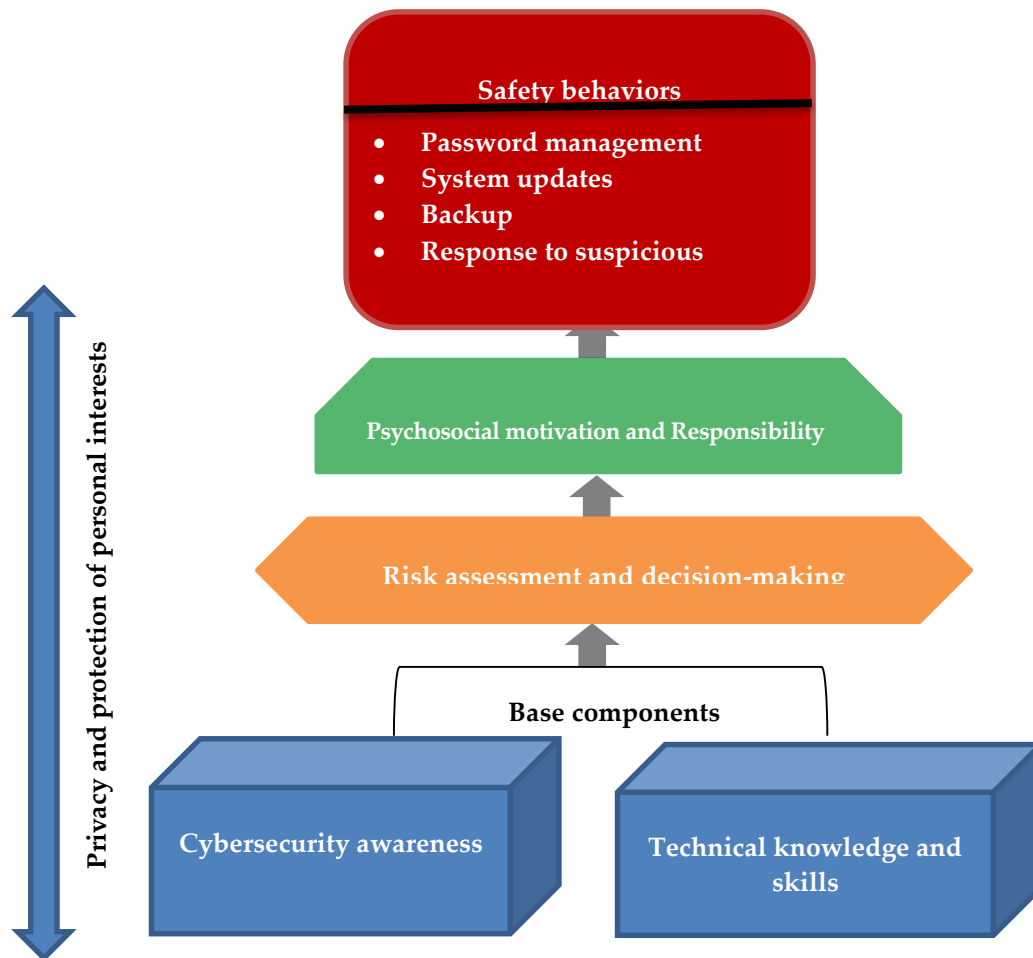 Safety behaviors
• Password management
• System updates
• Backup
• Response to suspicious
Privacy and protection of personal interests
Psychosocial motivation and Responsibility
Risk assessment and decision-making
Base components
Cybersecurity awareness
Technical knowledge and
skills